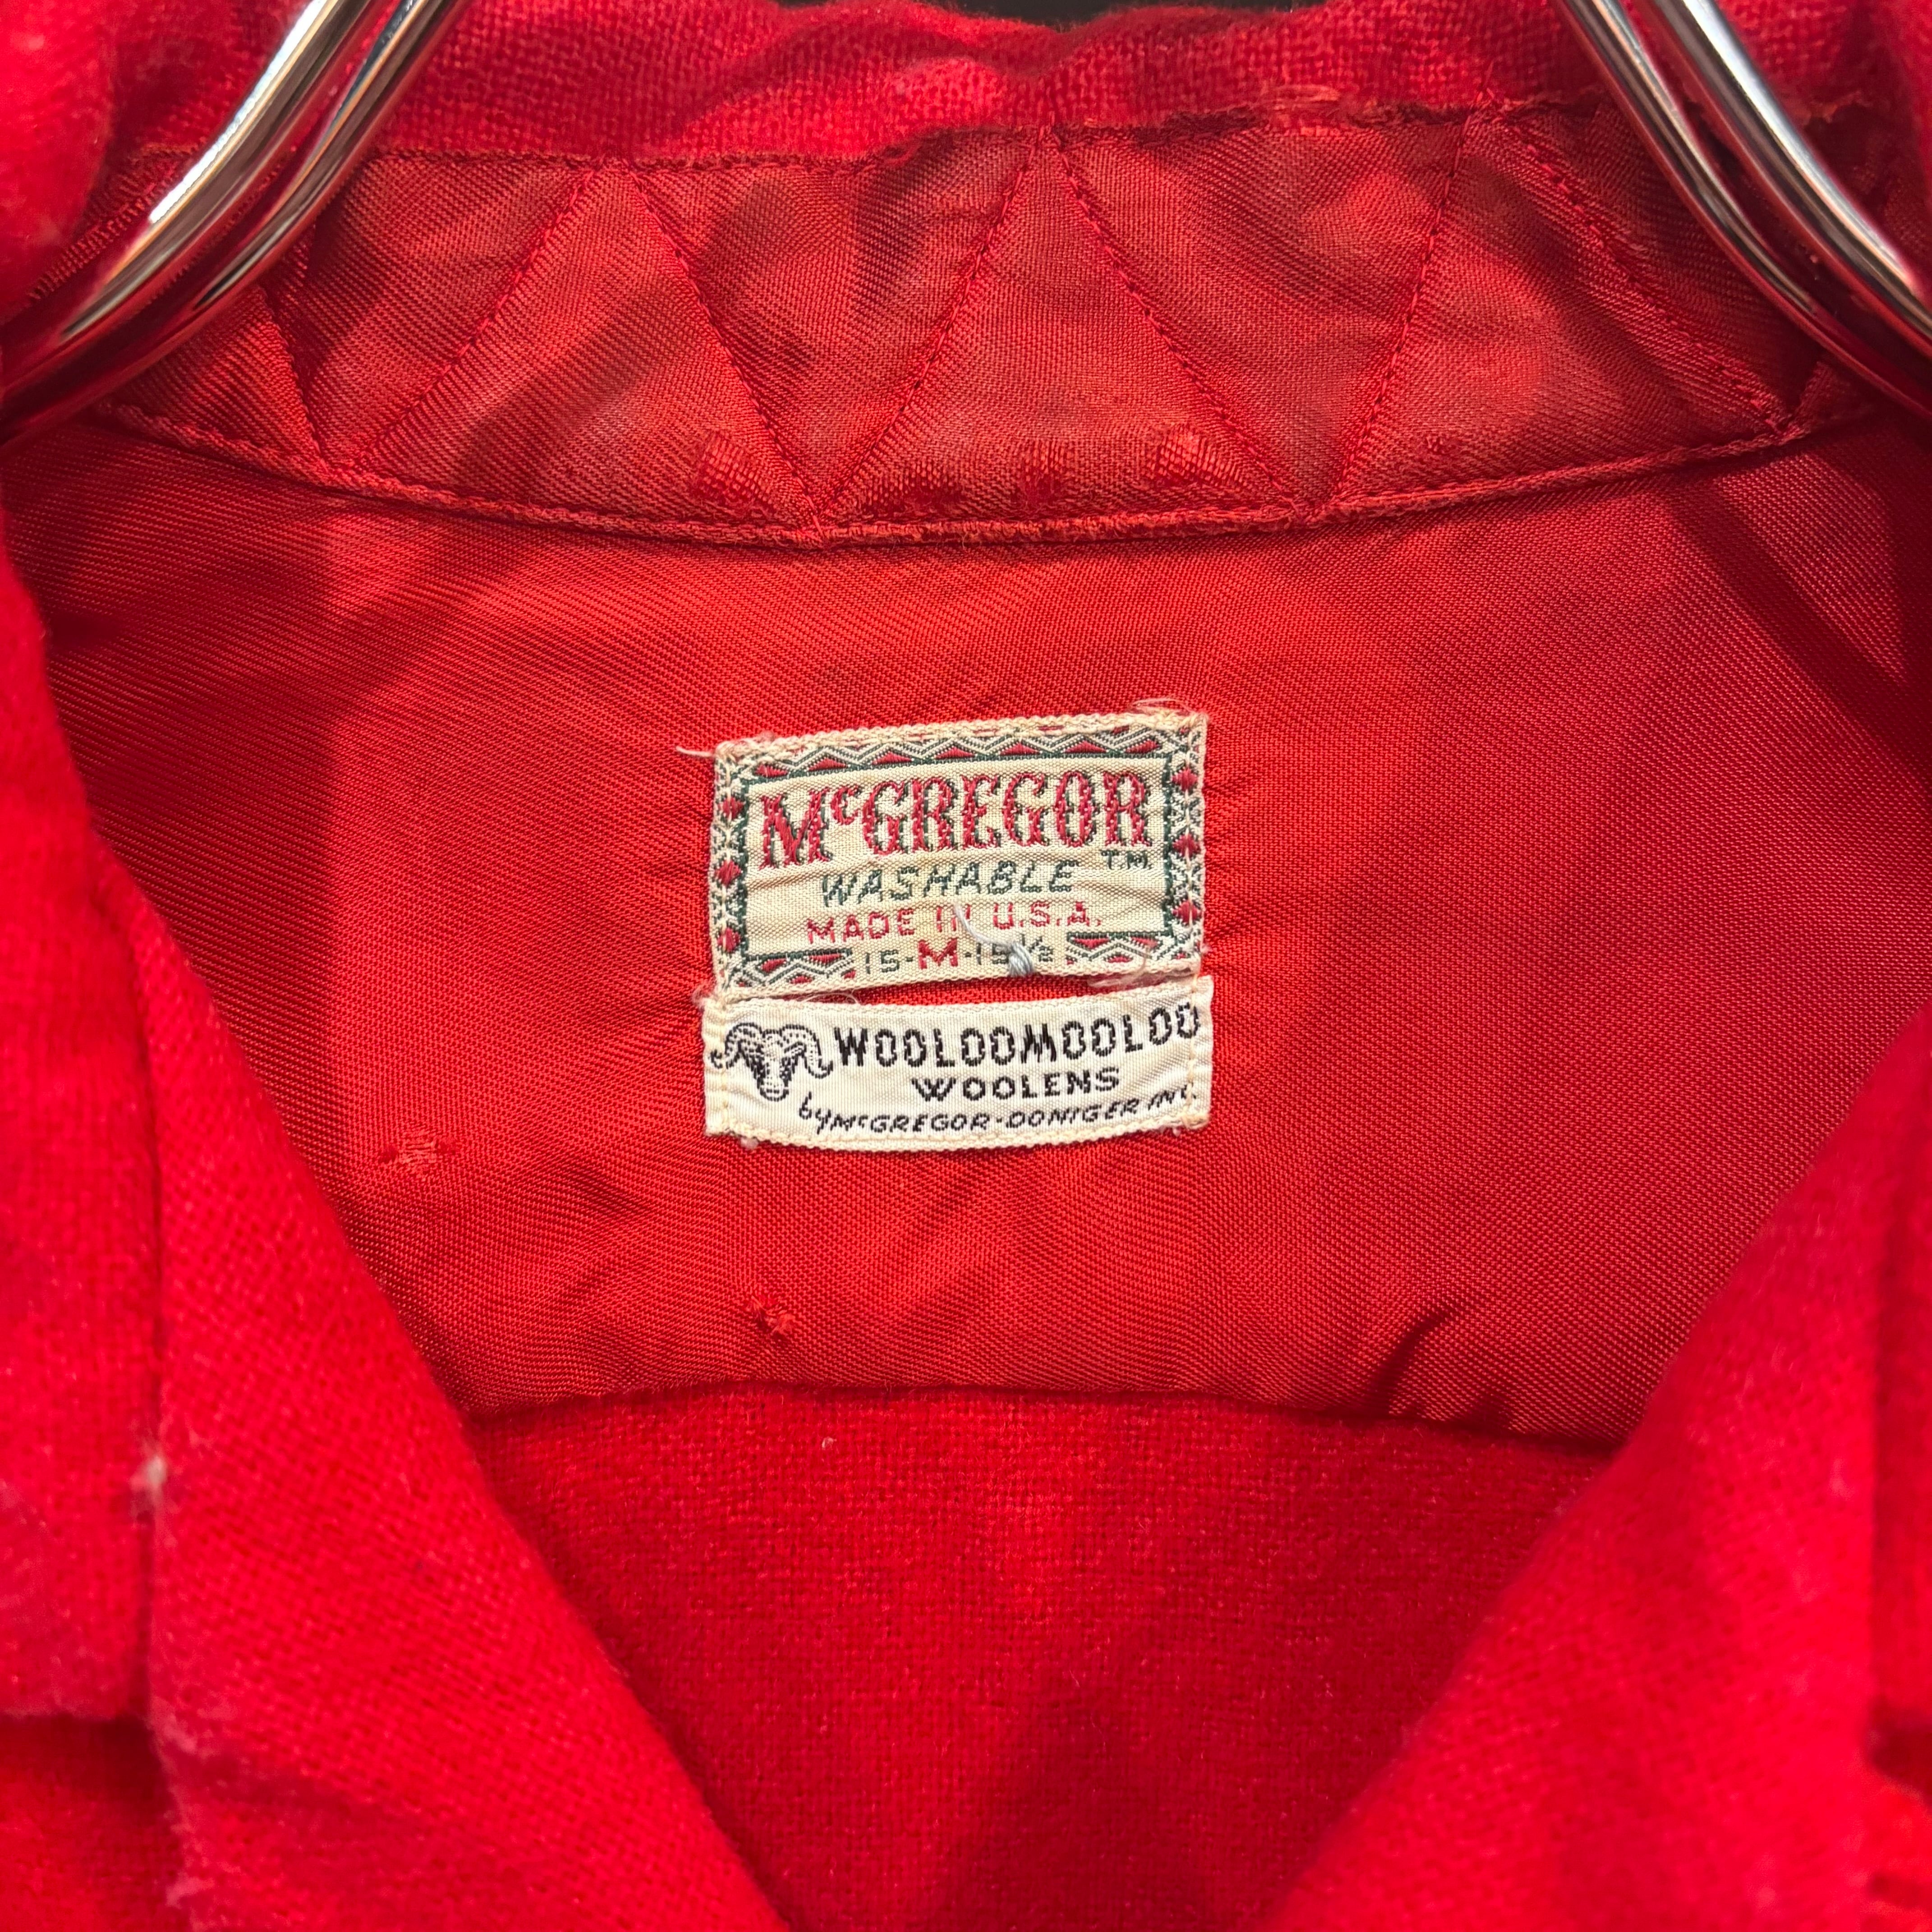 McGREGOR
WASHABLE ™
MADE IN U.S.A.
15-M-15½
WOOLOOMOOLOO
WOOLENS
by McGREGOR-DONIGER INC.